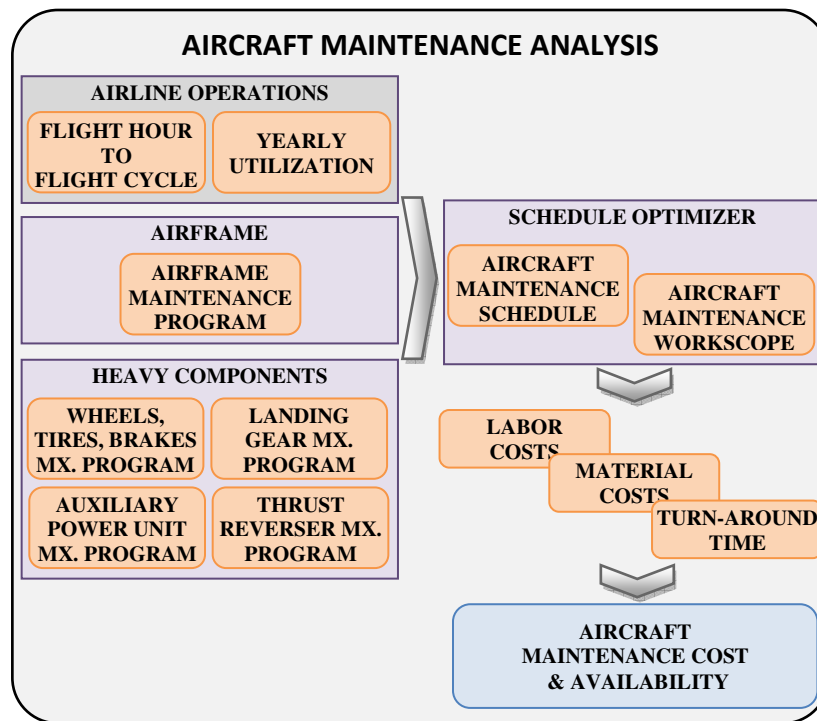 AIRCRAFT MAINTENANCE ANALYSIS
AIRLINE OPERATIONS
FLIGHT HOUR
TO
FLIGHT CYCLE
YEARLY
UTILIZATION
AIRFRAME
AIRFRAME
MAINTENANCE
PROGRAM
HEAVY COMPONENTS
WHEELS,
TIRES, BRAKES
MX. PROGRAM
LANDING
GEAR MX.
PROGRAM
AUXILIARY
POWER UNIT
MX. PROGRAM
THRUST
REVERSER MX.
PROGRAM
SCHEDULE OPTIMIZER
AIRCRAFT
MAINTENANCE
SCHEDULE
AIRCRAFT
MAINTENANCE
WORKSCOPE
LABOR
COSTS
MATERIAL
COSTS
TURN-AROUND
TIME
AIRCRAFT
MAINTENANCE COST
& AVAILABILITY